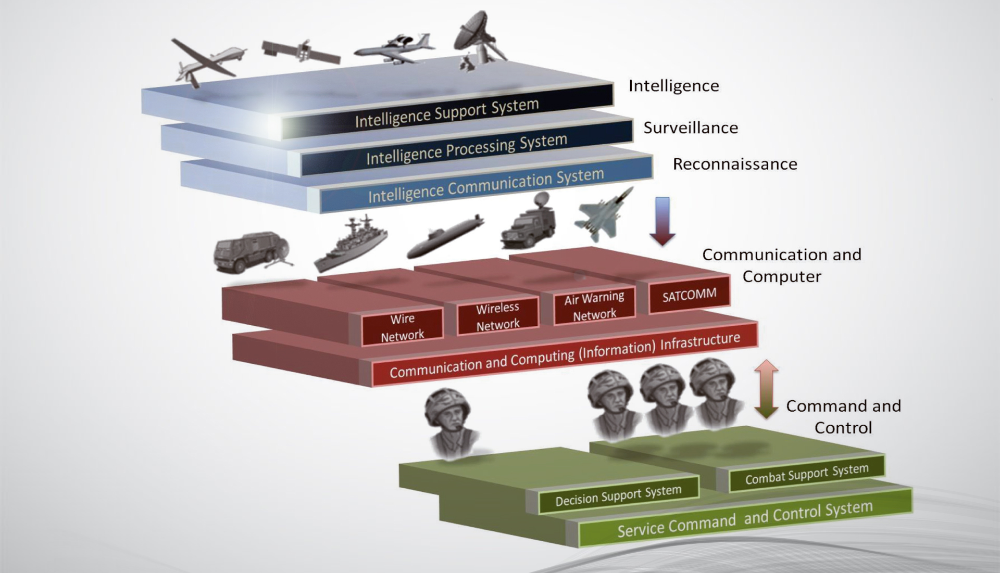 Intelligence
Intelligence Support System
Surveillance
Intelligence Processing System
Reconnaissance
Intelligence Communication System
Communication and
Computer
Wire
Network
Wireless
Network
Air Warning
Network
SATCOMM
Communication and Computing (Information) Infrastructure
Command and
Control
Decision Support System
Combat Support System
Service Command and Control System